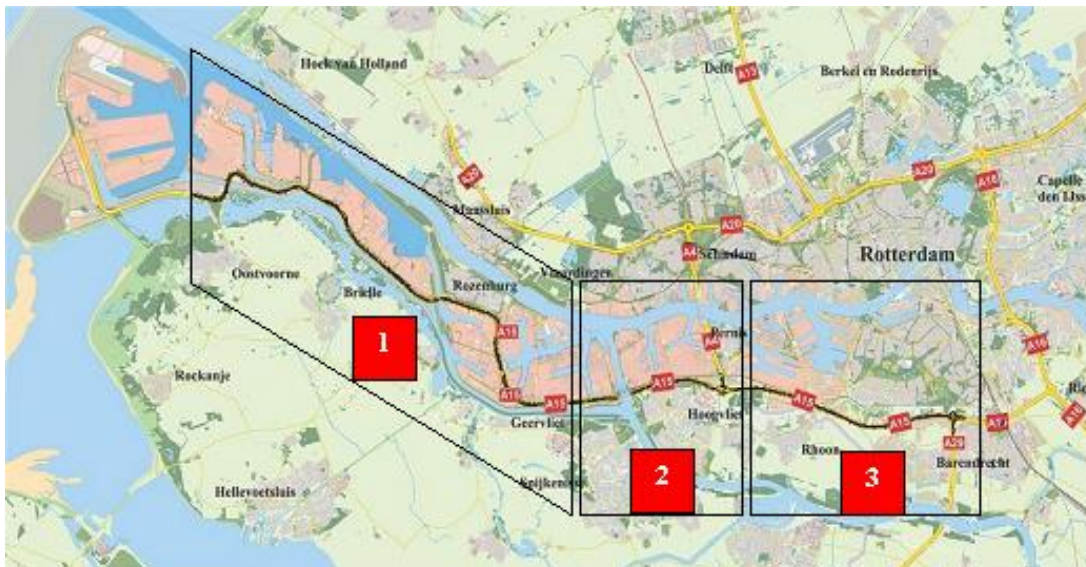 Hoek van Holland
Delft
A13
Berkel en Rodenrijs
A20
A20
A16
Capelle
den IJss
Maassluis
A20
A4
Schiedam
Rotterdam
Vlaardingen
Oostvoorne
Brielle
Rozenburg
1
A15
Pernis
A4
A16
Rockanje
A15
A15
A15
Hoogvliet
A15
A15
A29
A16
Geervliet
Rhoon
Barendrecht
2
3
Spijkenisse
Hellevoetsluis